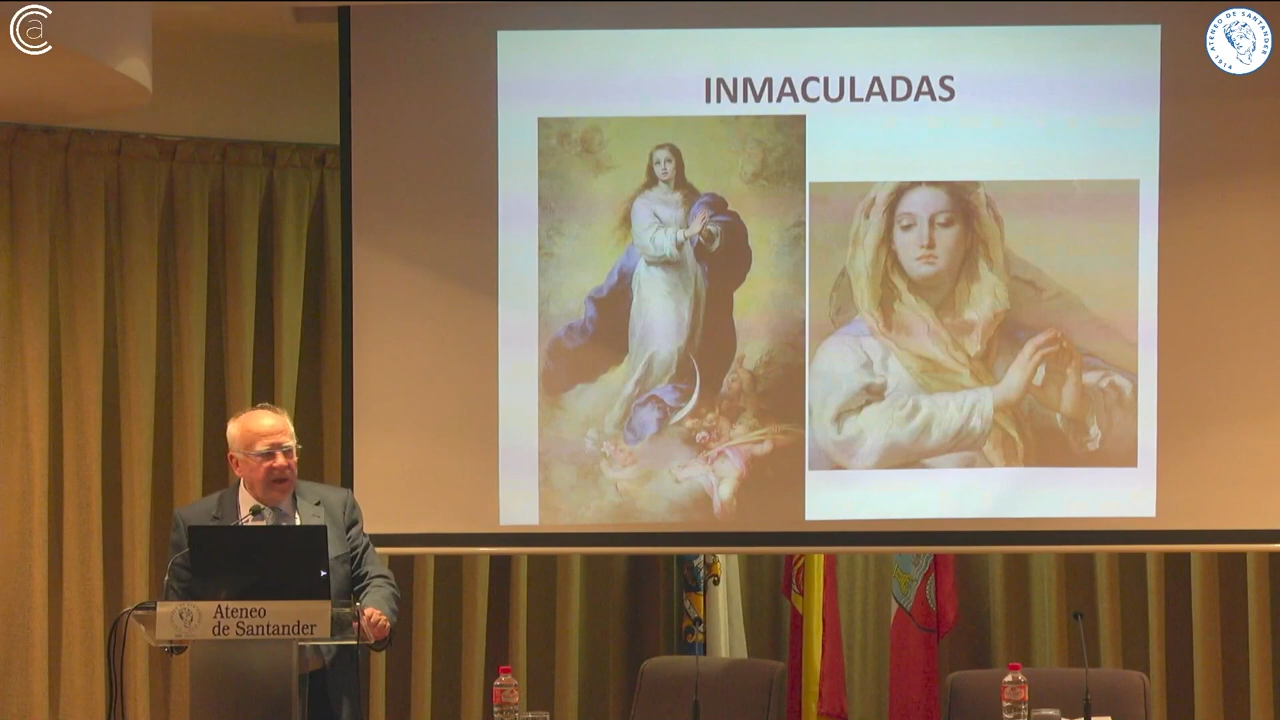 INMACULADAS
ATENEO DE SANTANDER
1914
Ateneo
de Santander